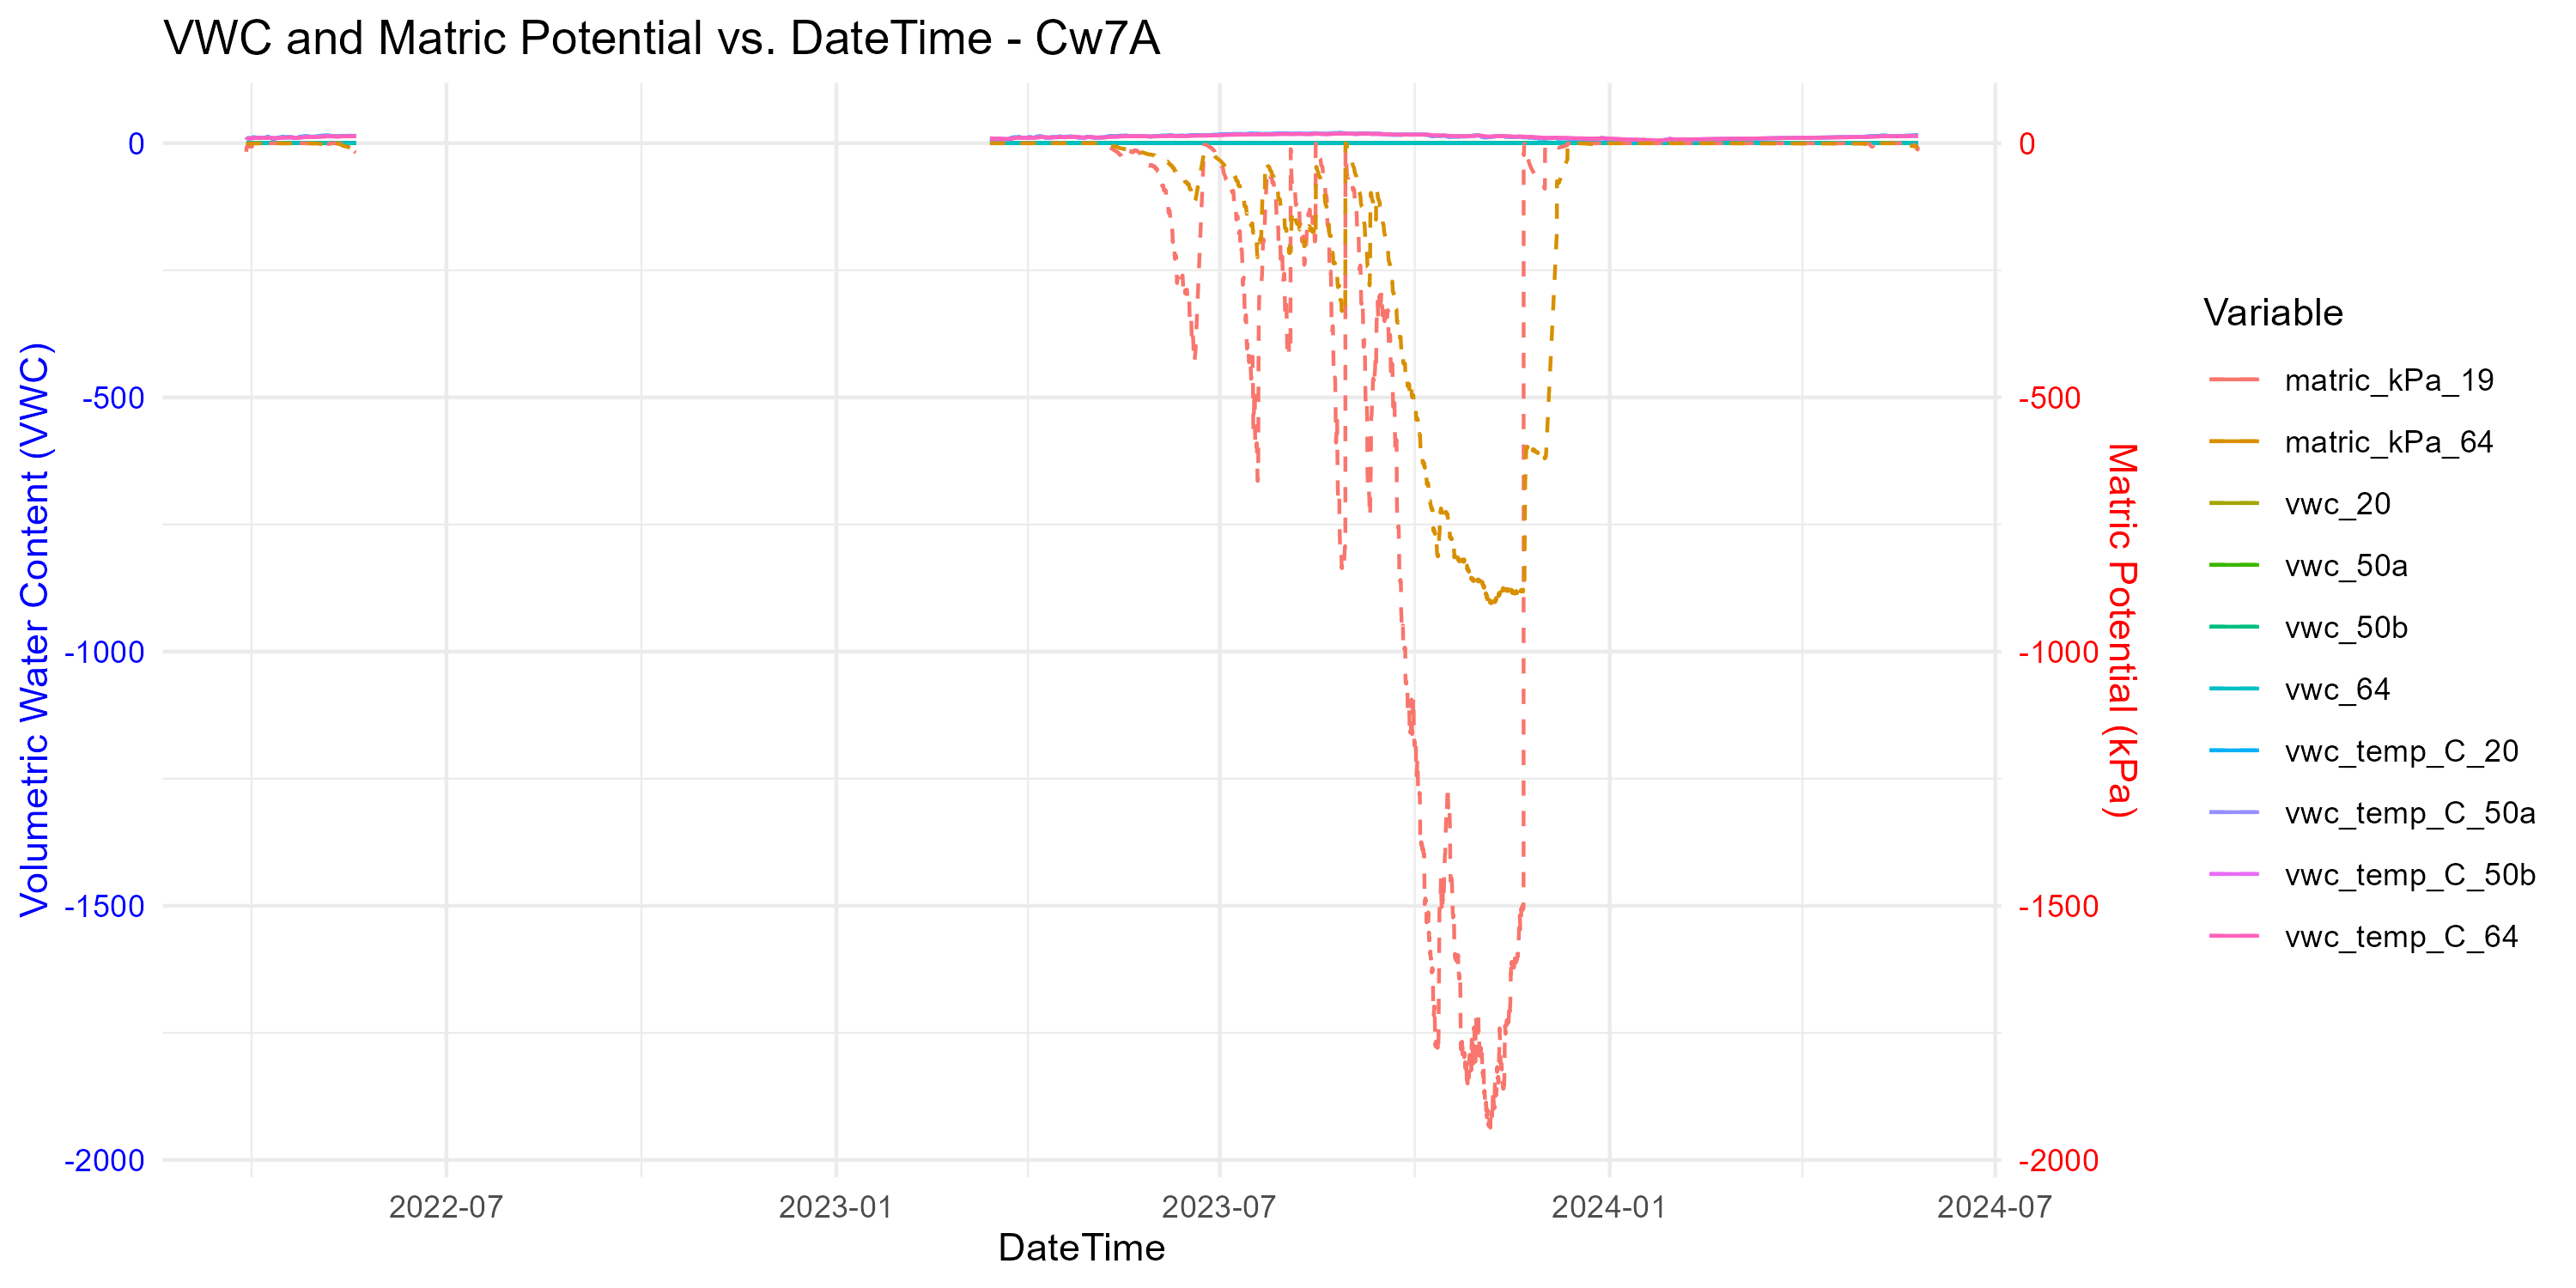 VWC and Matric Potential vs. DateTime - Cw7A
Volumetric Water Content (VWC)
0
-500
-1000
-1500
-2000
0
-500
-1000
-1500
-2000
Matric Potential (kPa)
2022-07
2023-01
2023-07
2024-01
2024-07
DateTime
Variable
matric_kPa_19
matric_kPa_64
vwc_20
vwc_50a
vwc_50b
vwc_64
vwc_temp_C_20
vwc_temp_C_50a
vwc_temp_C_50b
vwc_temp_C_64